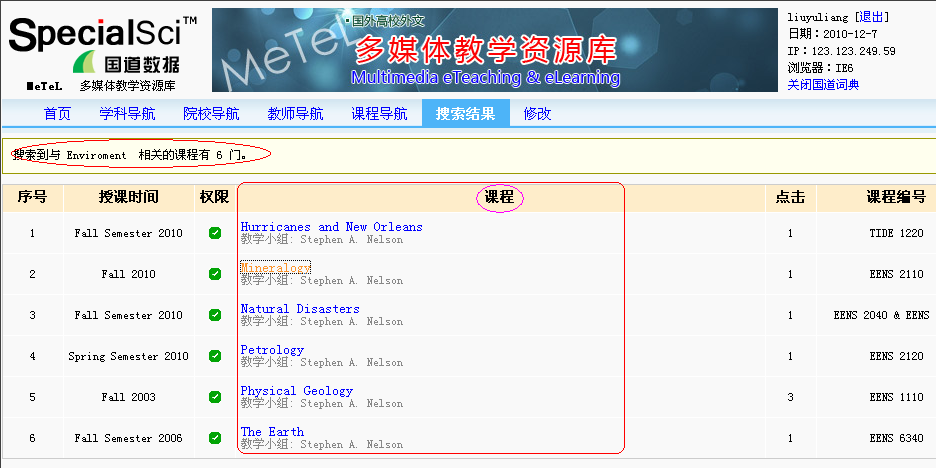 SpecialSci™
国道数据
MeTeL 多媒体教学资源库
MeTeL
国外高校外文
多媒体教学资源库
Multimedia eTeaching & eLearning
liuyuliang [退出]
日期：2010-12-7
IP：123.123.249.59
浏览器：IE6
关闭国道词典
首页 学科导航 院校导航 教师导航 课程导航 搜索结果 修改
搜索到与 Enviroment 相关的课程有 6 门。
序号 授课时间 权限 课程 点击 课程编号
1 Fall Semester 2010 Hurricanes and New Orleans 1 TIDE 1220
教学小组: Stephen A. Nelson
2 Fall 2010 Mineralogy 1 EENS 2110
教学小组: Stephen A. Nelson
3 Fall Semester 2010 Natural Disasters 1 EENS 2040 & EENS
教学小组: Stephen A. Nelson
4 Spring Semester 2010 Petrology 1 EENS 2120
教学小组: Stephen A. Nelson
5 Fall 2003 Physical Geology 3 EENS 1110
教学小组: Stephen A. Nelson
6 Fall Semester 2006 The Earth 1 EENS 6340
教学小组: Stephen A. Nelson